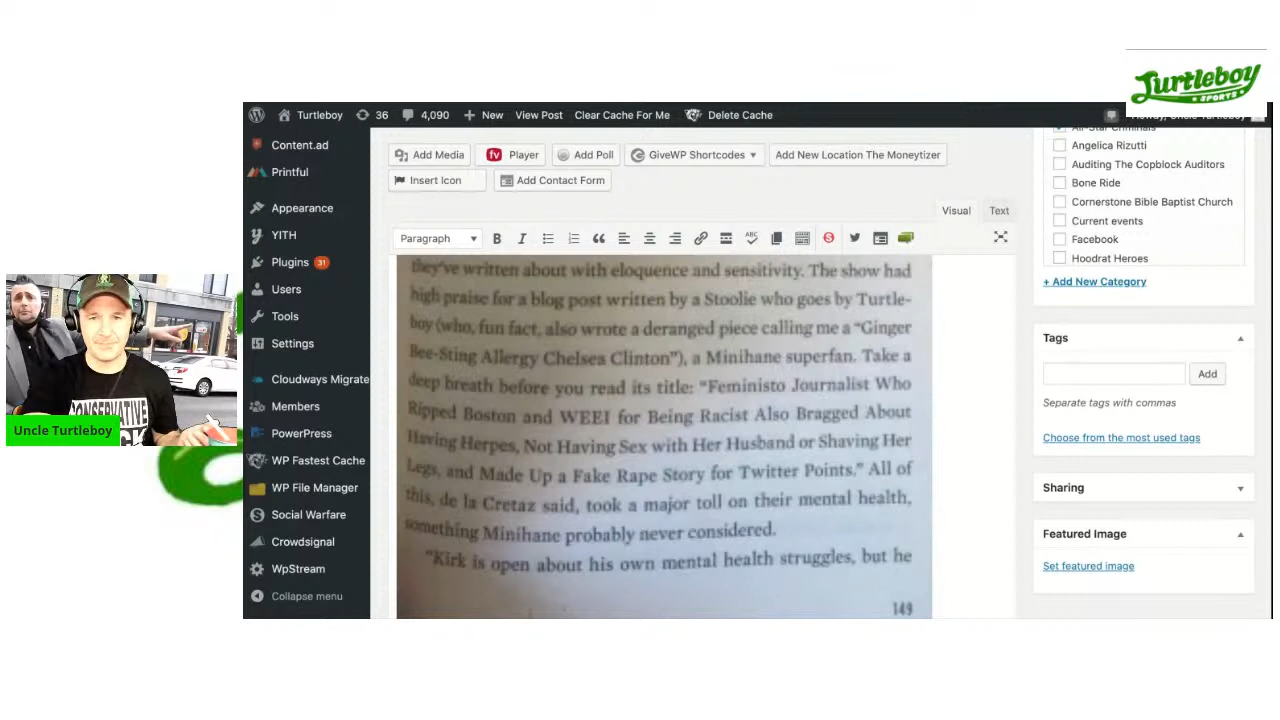 Turtleboy
SPORTS
Turtleboy
36
4,090
New
View Post
Clear Cache For Me
Delete Cache
Howdy, Uncle Turtleboy
Content.ad
Printful
Appearance
YITH
Plugins 31
Users
Tools
Settings
Cloudways Migrate
Members
PowerPress
WP Fastest Cache
WP File Manager
Social Warfare
Crowdsignal
WpStream
Collapse menu
Add Media
fv Player
Add Poll
GiveWP Shortcodes
Add New Location The Moneytizer
Insert Icon
Add Contact Form
Visual
Text
Paragraph
B
I
ABC
they've written about with eloquence and sensitivity. The show had
high praise for a blog post written by a Stoolie who goes by Turtle-
boy (who, fun fact, also wrote a deranged piece calling me a "Ginger
Bee-Sting Allergy Chelsea Clinton"), a Minihane superfan. Take a
deep breath before you read its title: "Feministo Journalist Who
Ripped Boston and WEEI for Being Racist Also Bragged About
Having Herpes, Not Having Sex with Her Husband or Shaving Her
Legs, and Made Up a Fake Rape Story for Twitter Points." All of
this, de la Cretaz said, took a major toll on their mental health,
something Minihane probably never considered.
"Kirk is open about his own mental health struggles, but he
149
All-Star Criminals
Angelica Rizutti
Auditing The Copblock Auditors
Bone Ride
Cornerstone Bible Baptist Church
Current events
Facebook
Hoodrat Heroes
+ Add New Category
Tags
Add
Separate tags with commas
Choose from the most used tags
Sharing
Featured Image
Set featured image
CONSERVATIVE
Uncle Turtleboy